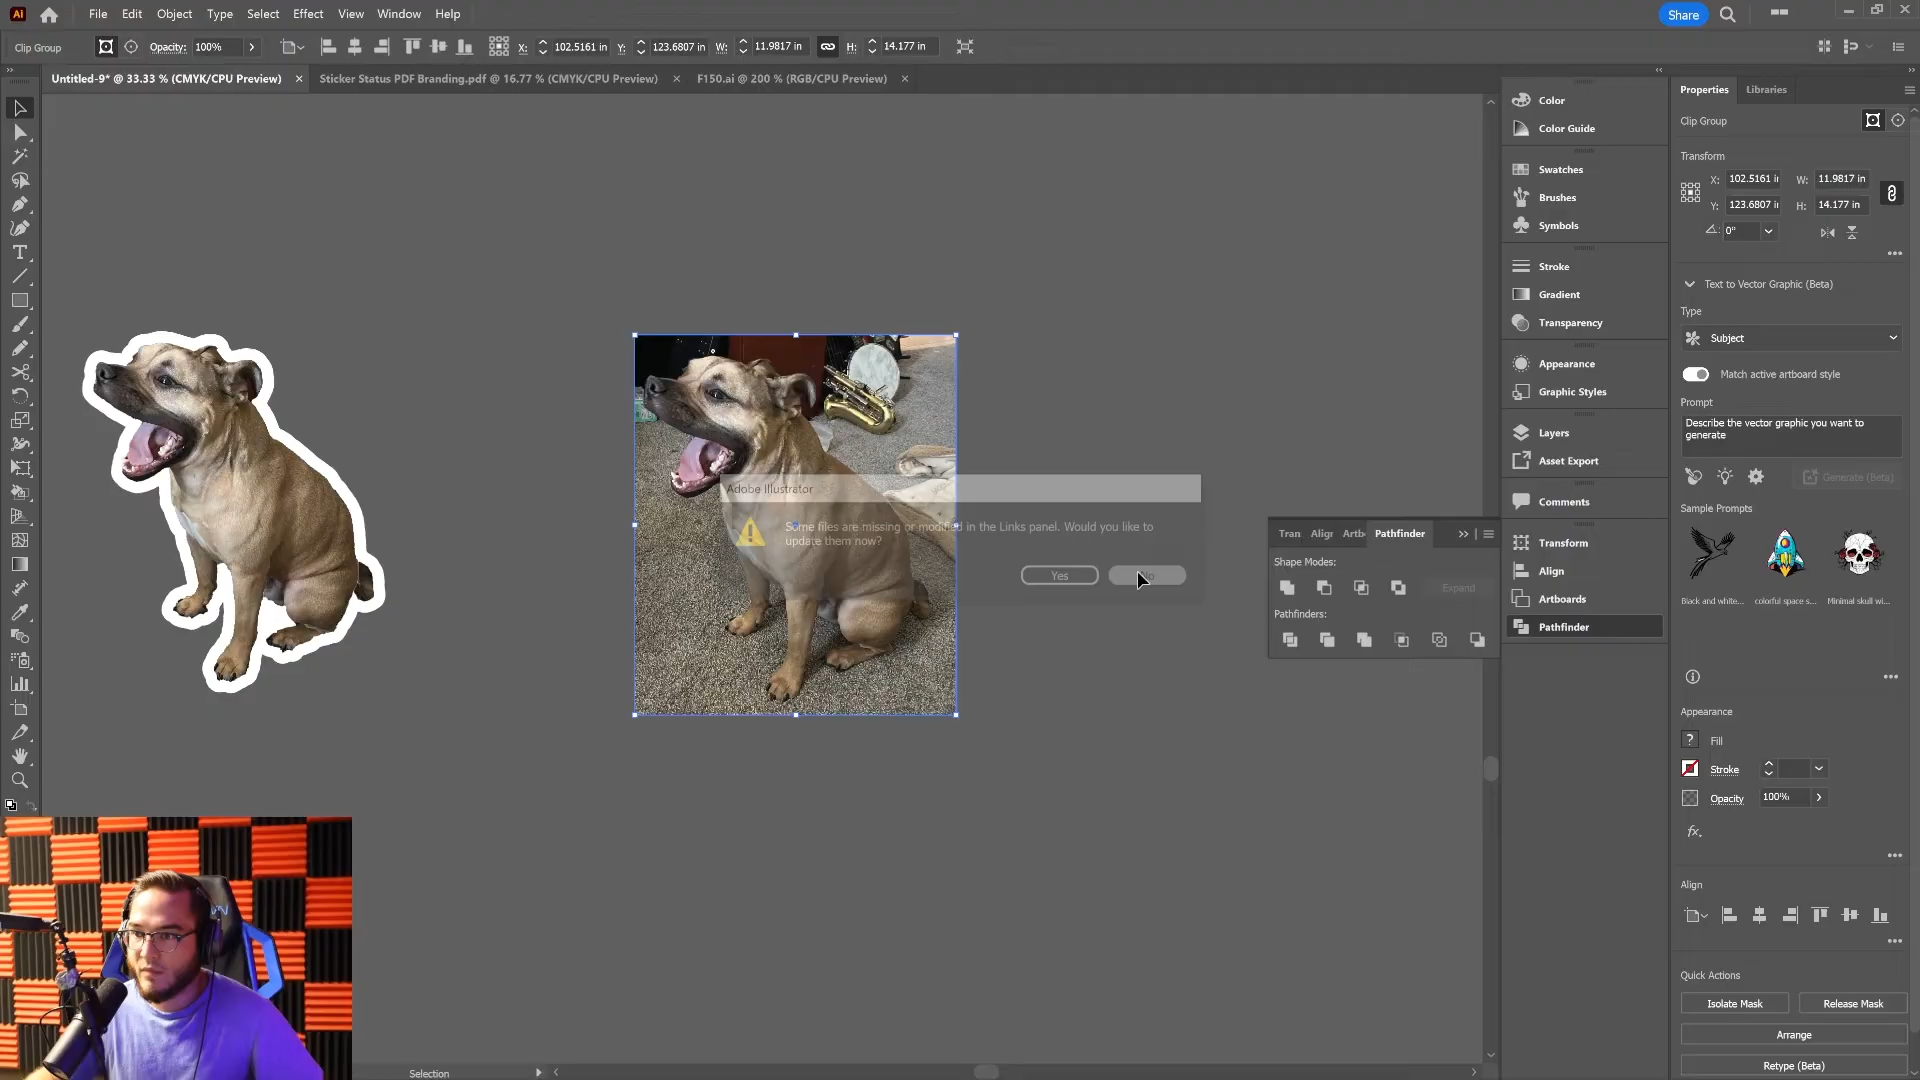 Ai File Edit Object Type Select Effect View Window Help Share
Clip Group Opacity: 100% X: 102.5161 in Y: 123.6807 in W: 11.9817 in H: 14.177 in
Untitled-9* @ 33.33 % (CMYK/CPU Preview) × Sticker Status PDF Branding.pdf @ 16.77 % (CMYK/CPU Preview) × F150.ai @ 200 % (RGB/CPU Preview) ×
Adobe Illustrator
Some files are missing or modified in the Links panel. Would you like to
update them now?
Yes
Tran Align Artb Pathfinder
Shape Modes:
Expand
Pathfinders:
Color
Color Guide
Swatches
Brushes
Symbols
Stroke
Gradient
Transparency
Appearance
Graphic Styles
Layers
Asset Export
Comments
Transform
Align
Artboards
Pathfinder
Properties Libraries
Clip Group
Transform
X: 102.5161 i W: 11.9817 in
Y: 123.6807 i H: 14.177 in
0°
Text to Vector Graphic (Beta)
Type
Subject
Match active artboard style
Prompt
Describe the vector graphic you want to
generate
Generate (Beta)
Sample Prompts
Black and white... colorful space s... Minimal skull wi...
Appearance
? Fill
Stroke
Opacity 100%
fx.
Align
Quick Actions
Isolate Mask Release Mask
Arrange
Retype (Beta)
Selection